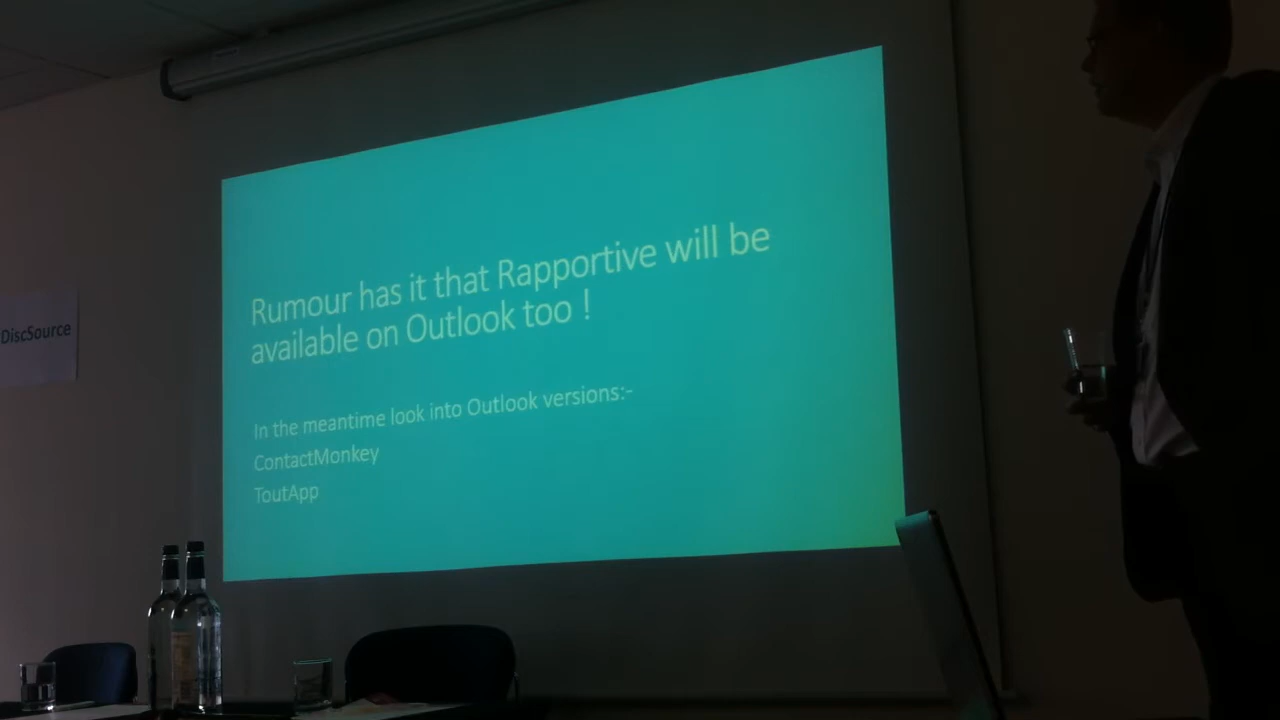 DiscSource
Rumour has it that Rapportive will be
available on Outlook too !
In the meantime look into Outlook versions:-
ContactMonkey
ToutApp